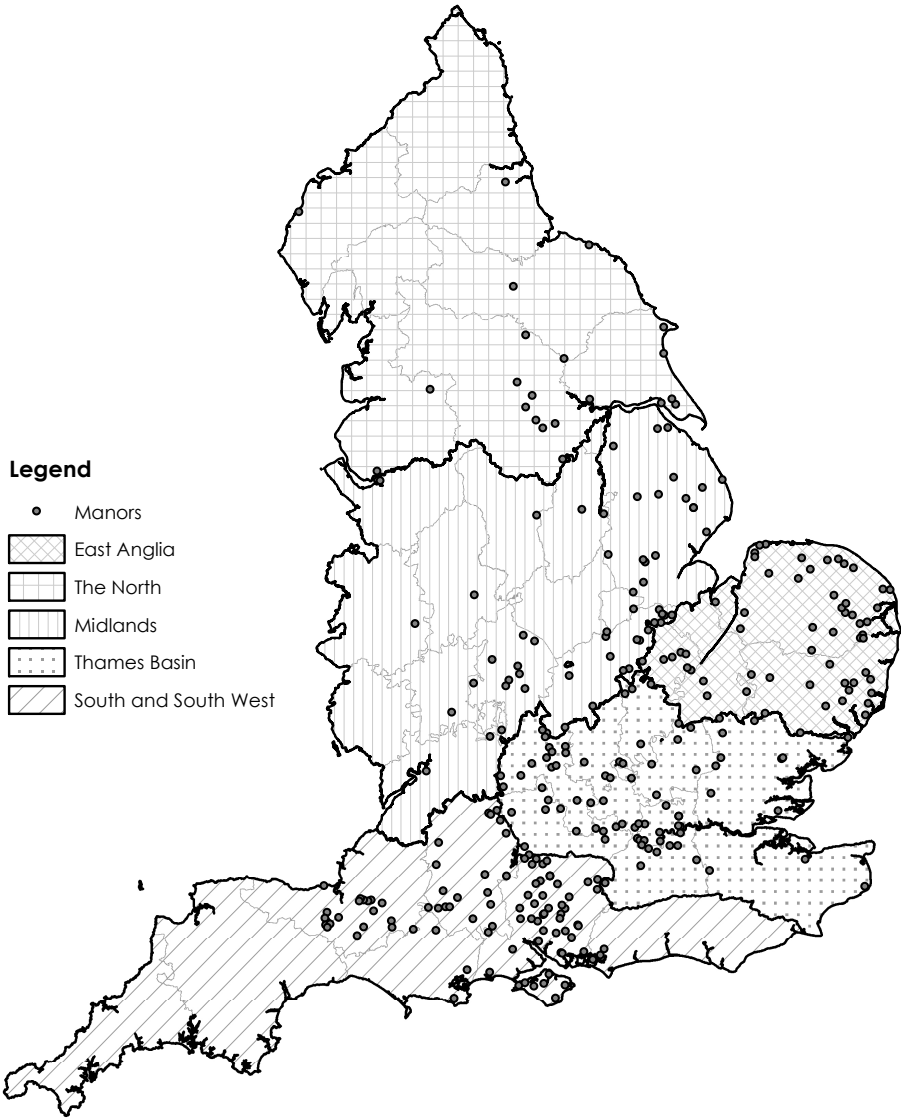 Legend
Manors
East Anglia
The North
Midlands
Thames Basin
South and South West